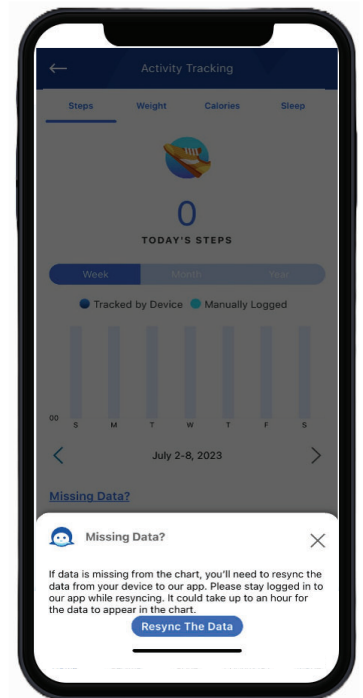 Activity Tracking
Steps Weight Calories Sleep
0
TODAY'S STEPS
Week Month Year
Tracked by Device Manually Logged
00
S M T W T F S
July 2-8, 2023
Missing Data?
Missing Data?
If data is missing from the chart, you'll need to resync the
data from your device to our app. Please stay logged in to
our app while resyncing. It could take up to an hour for
the data to appear in the chart.
Resync The Data